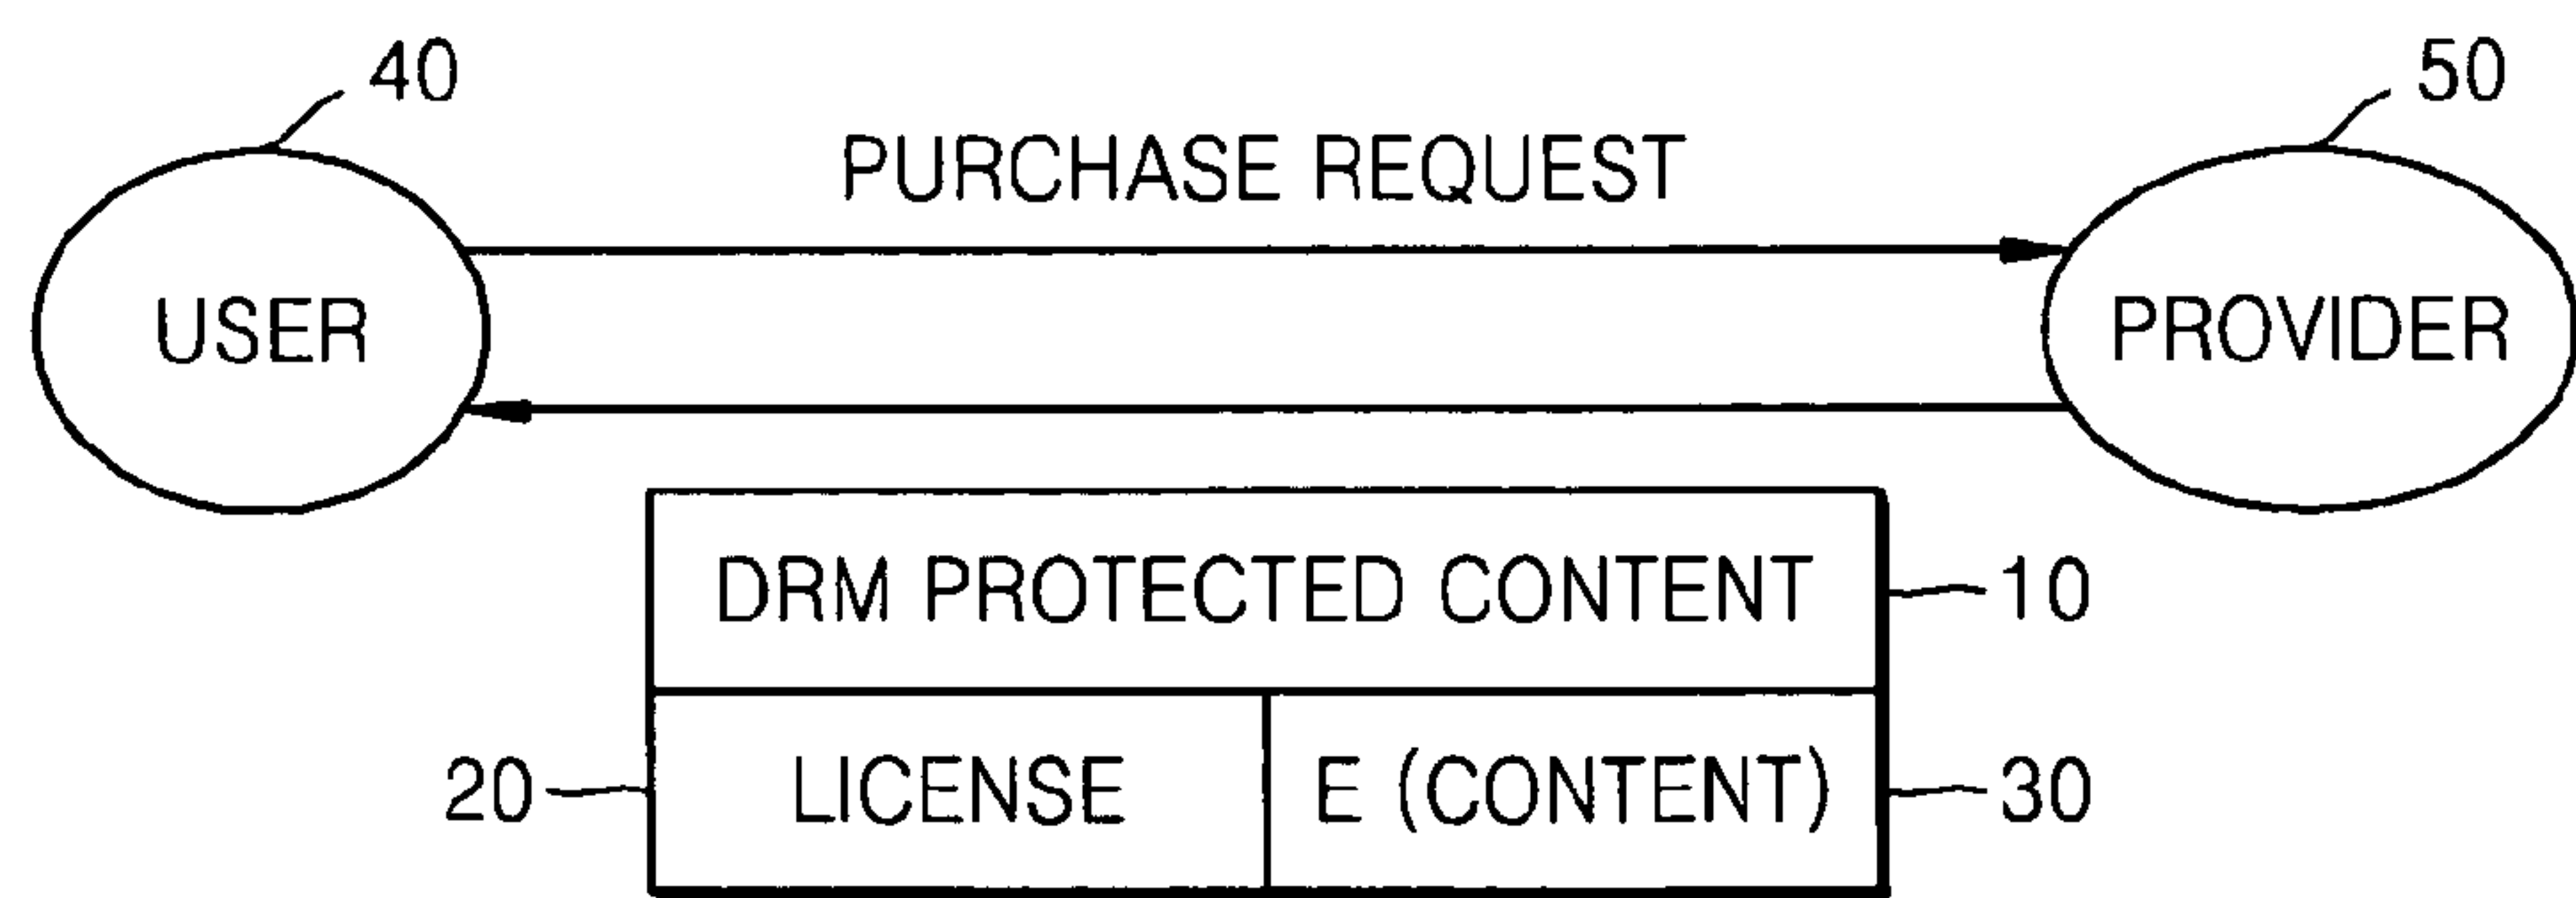 40
50
PURCHASE REQUEST
USER
PROVIDER
DRM PROTECTED CONTENT
10
20
LICENSE
E (CONTENT)
30